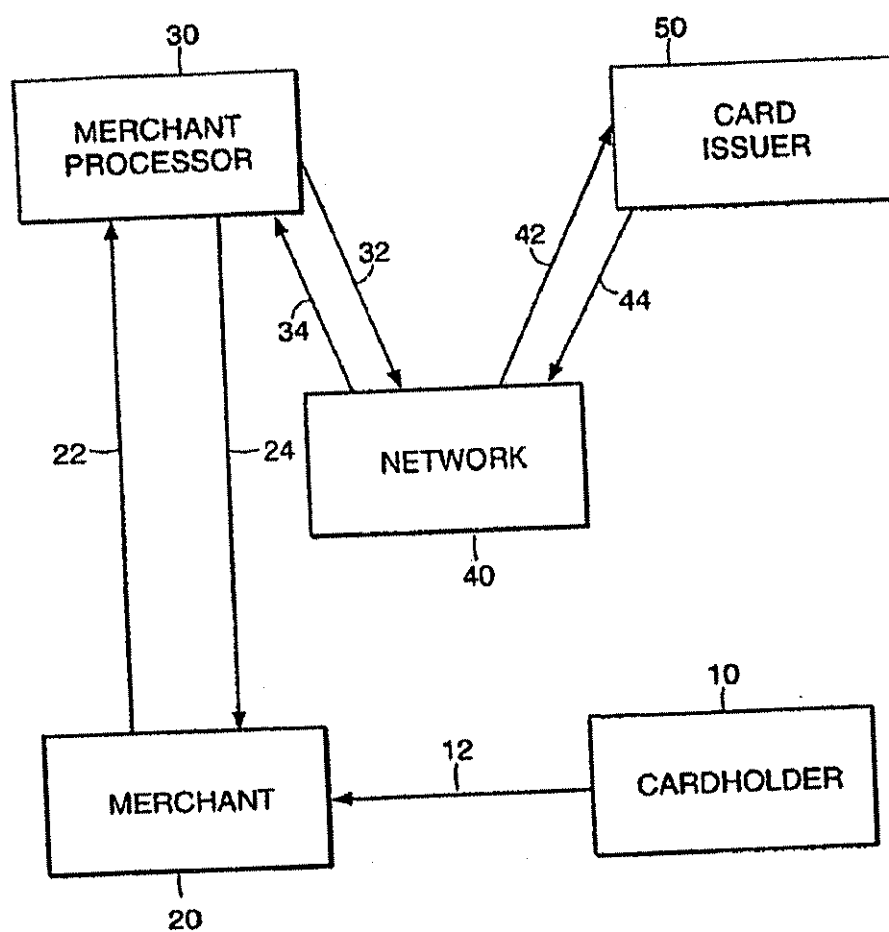 30
MERCHANT
PROCESSOR
50
CARD
ISSUER
32
34
42
44
22
24
NETWORK
40
10
CARDHOLDER
12
MERCHANT
20